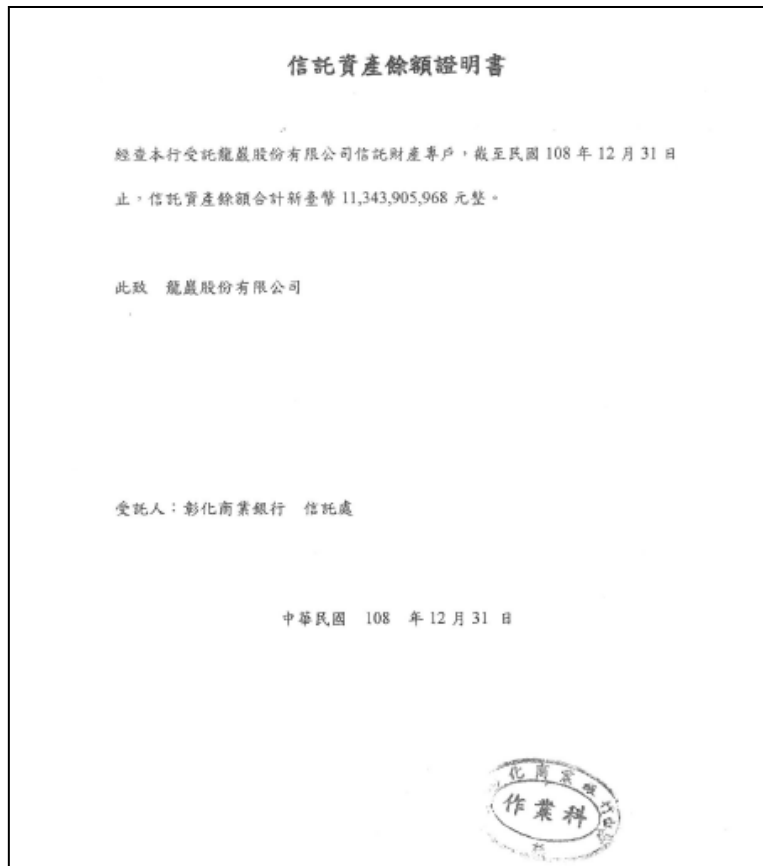 信託資產餘額證明書
經查本行受託龍巖股份有限公司信託財產專戶,截至民國 108 年 12 月 31 日
止,信託資產餘額合計新臺幣 11,343,905,968 元整。
此致 龍巖股份有限公司
受託人:彰化商業銀行 信託處
中華民國 108 年 12 月 31 日
化商業銀行
作業科